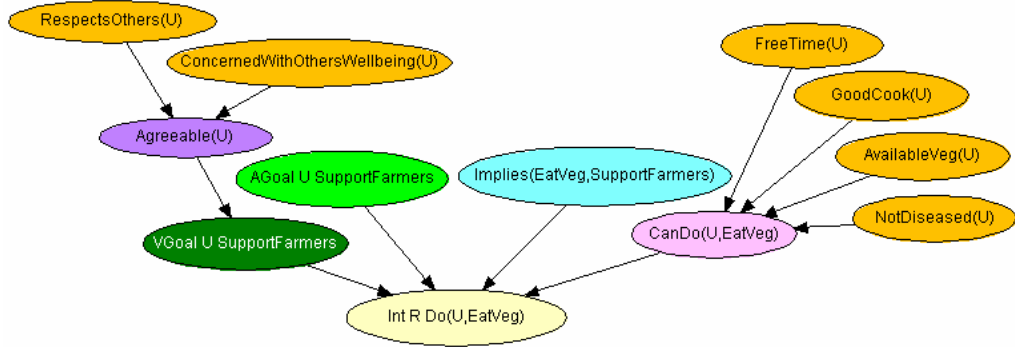 RespectsOthers(U)
ConcernedWithOthersWellbeing(U)
FreeTime(U)
GoodCook(U)
Agreeable(U)
AvailableVeg(U)
AGoal U SupportFarmers
Implies(EatVeg,SupportFarmers)
NotDiseased(U)
VGoal U SupportFarmers
CanDo(U,EatVeg)
Int R Do(U,EatVeg)